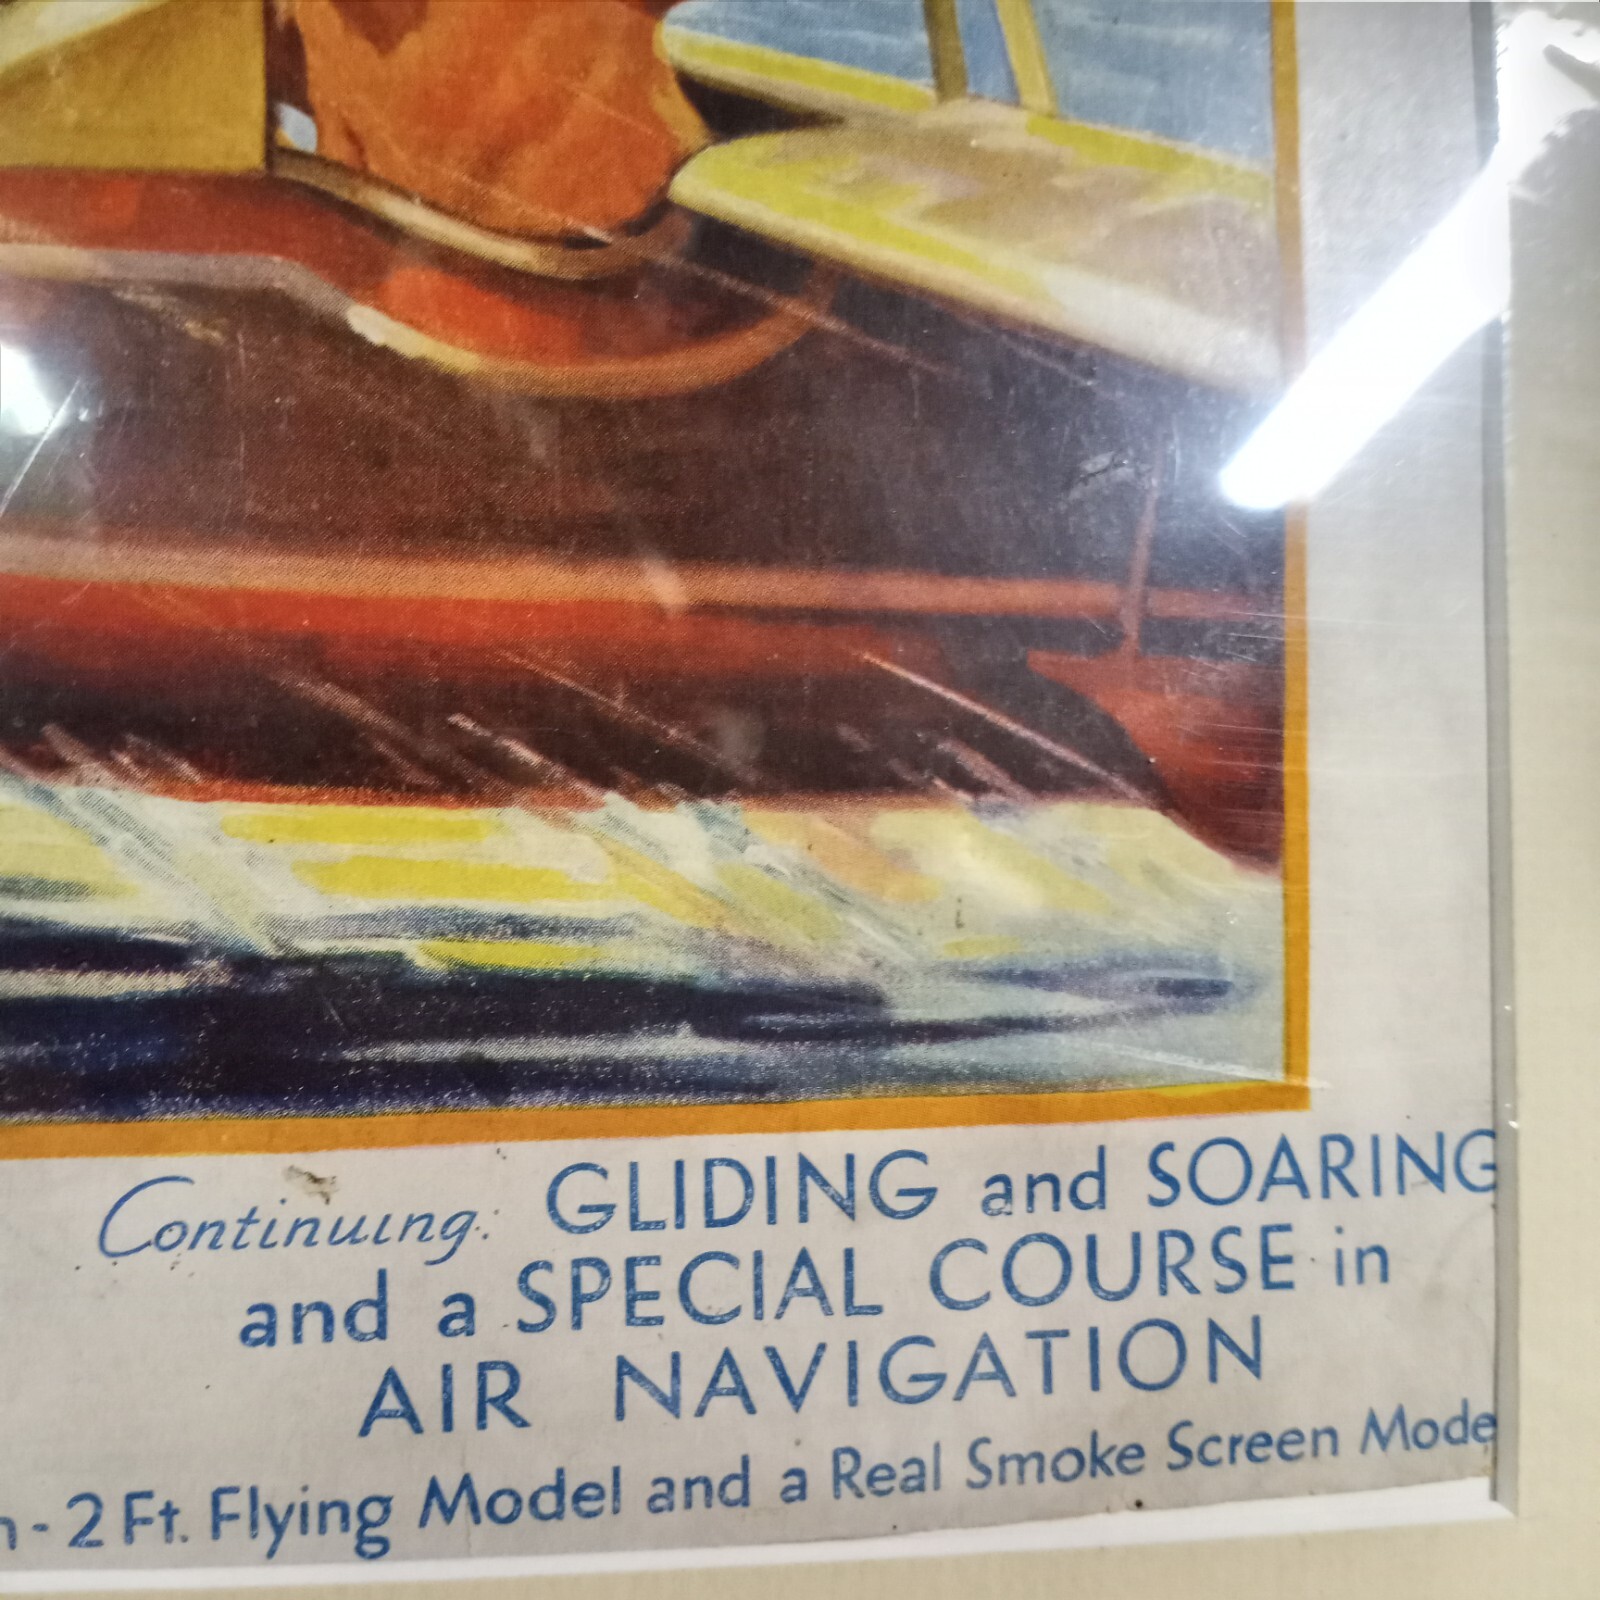 Continuing: GLIDING and SOARING
and a SPECIAL COURSE in
AIR NAVIGATION
- 2 Ft. Flying Model and a Real Smoke Screen Mode